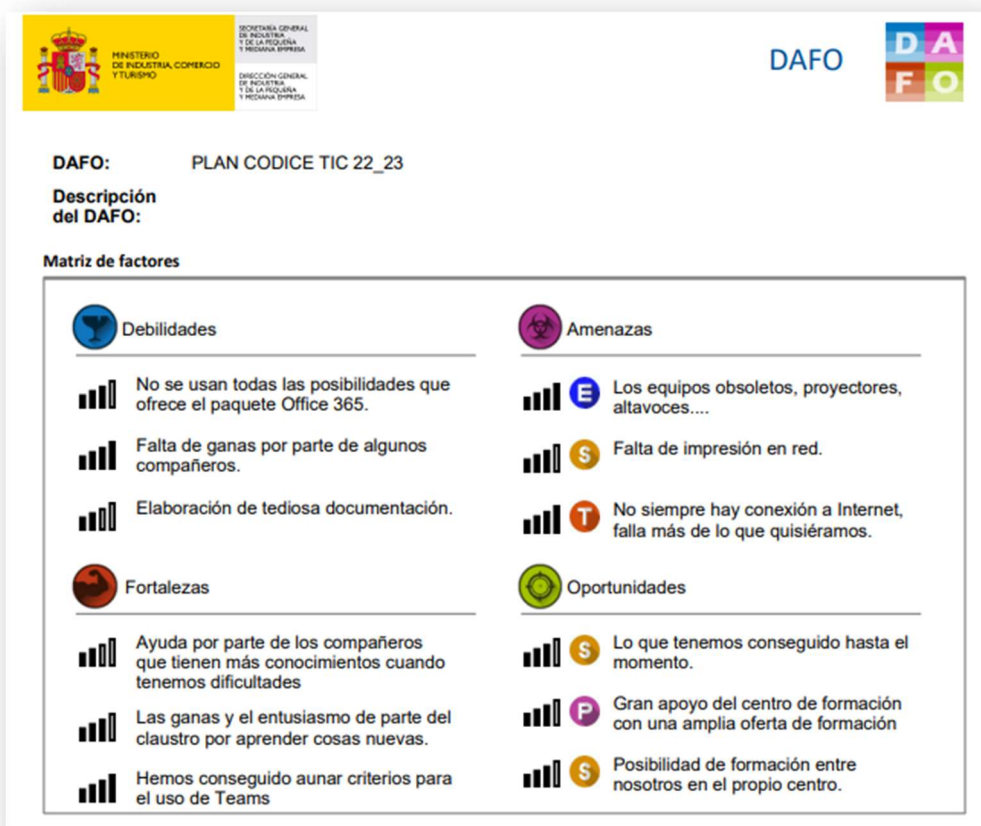 MINISTERIO
DE INDUSTRIA, COMERCIO
Y TURISMO
SECRETARÍA GENERAL
DE INDUSTRIA
Y DE LA PEQUEÑA
Y MEDIANA EMPRESA
DIRECCIÓN GENERAL
DE INDUSTRIA
Y DE LA PEQUEÑA
Y MEDIANA EMPRESA
DAFO
D A
F O
DAFO: PLAN CODICE TIC 22_23
Descripción
del DAFO:
Matriz de factores
Debilidades
No se usan todas las posibilidades que
ofrece el paquete Office 365.
Falta de ganas por parte de algunos
compañeros.
Elaboración de tediosa documentación.
Amenazas
E Los equipos obsoletos, proyectores,
altavoces....
S Falta de impresión en red.
T No siempre hay conexión a Internet,
falla más de lo que quisiéramos.
Fortalezas
Ayuda por parte de los compañeros
que tienen más conocimientos cuando
tenemos dificultades
Las ganas y el entusiasmo de parte del
claustro por aprender cosas nuevas.
Hemos conseguido aunar criterios para
el uso de Teams
Oportunidades
S Lo que tenemos conseguido hasta el
momento.
P Gran apoyo del centro de formación
con una amplia oferta de formación
S Posibilidad de formación entre
nosotros en el propio centro.